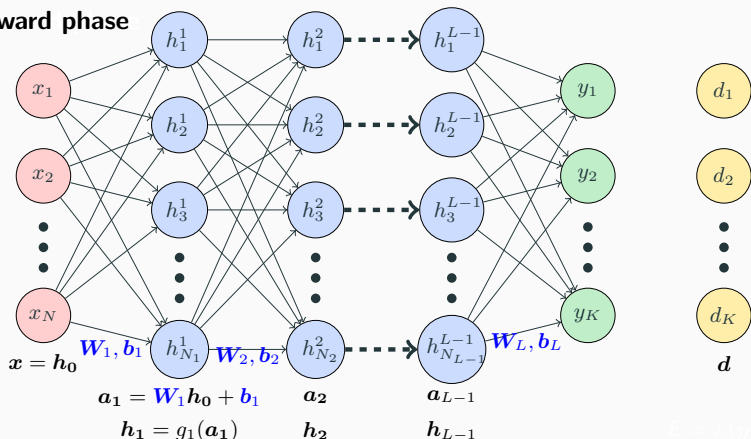 ward phase
h_1^1 h_1^2 h_1^{L-1}
x_1 y_1 d_1
h_2^1 h_2^2 h_2^{L-1}
x_2 y_2 d_2
h_3^1 h_3^2 h_3^{L-1}
x_N y_K d_K
h_{N_1}^1 h_{N_2}^2 h_{N_{L-1}}^{L-1}
W_1, b_1 W_2, b_2 W_L, b_L
x = h_0 d
a_1 = W_1 h_0 + b_1 a_2 a_{L-1}
h_1 = g_1(a_1) h_2 h_{L-1}